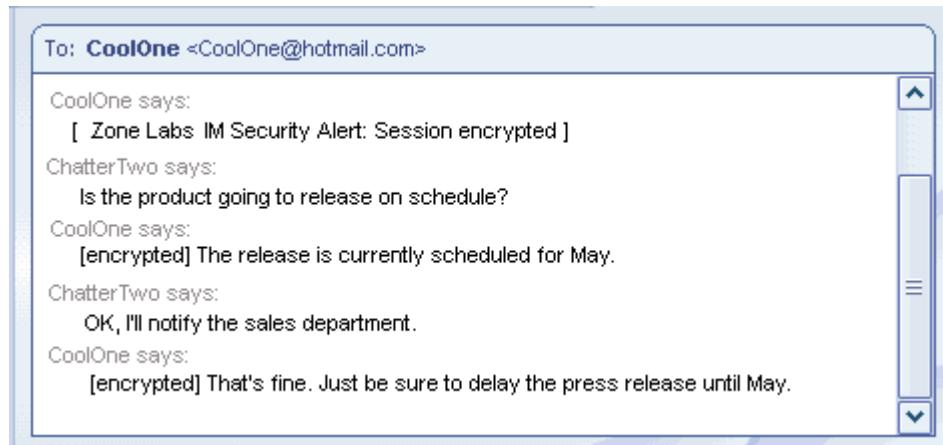 To: CoolOne <CoolOne@hotmail.com>
CoolOne says:
[ Zone Labs IM Security Alert: Session encrypted ]
ChatterTwo says:
Is the product going to release on schedule?
CoolOne says:
[encrypted] The release is currently scheduled for May.
ChatterTwo says:
OK, I'll notify the sales department.
CoolOne says:
[encrypted] That's fine. Just be sure to delay the press release until May.